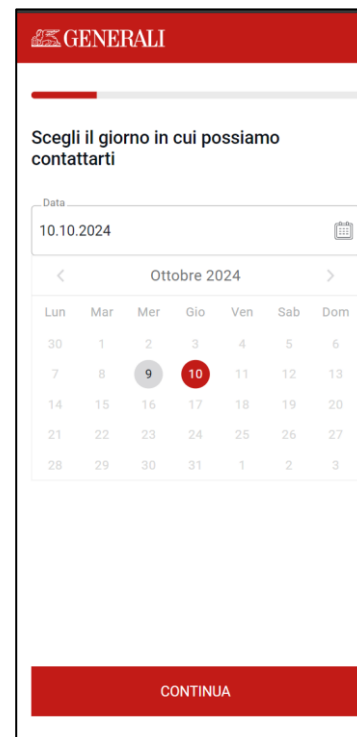 GENERALI
Scegli il giorno in cui possiamo
contattarti
Data
10.10.2024
Ottobre 2024
Lun Mar Mer Gio Ven Sab Dom
30 1 2 3 4 5 6
7 8 9 10 11 12 13
14 15 16 17 18 19 20
21 22 23 24 25 26 27
28 29 30 31 1 2 3
CONTINUA